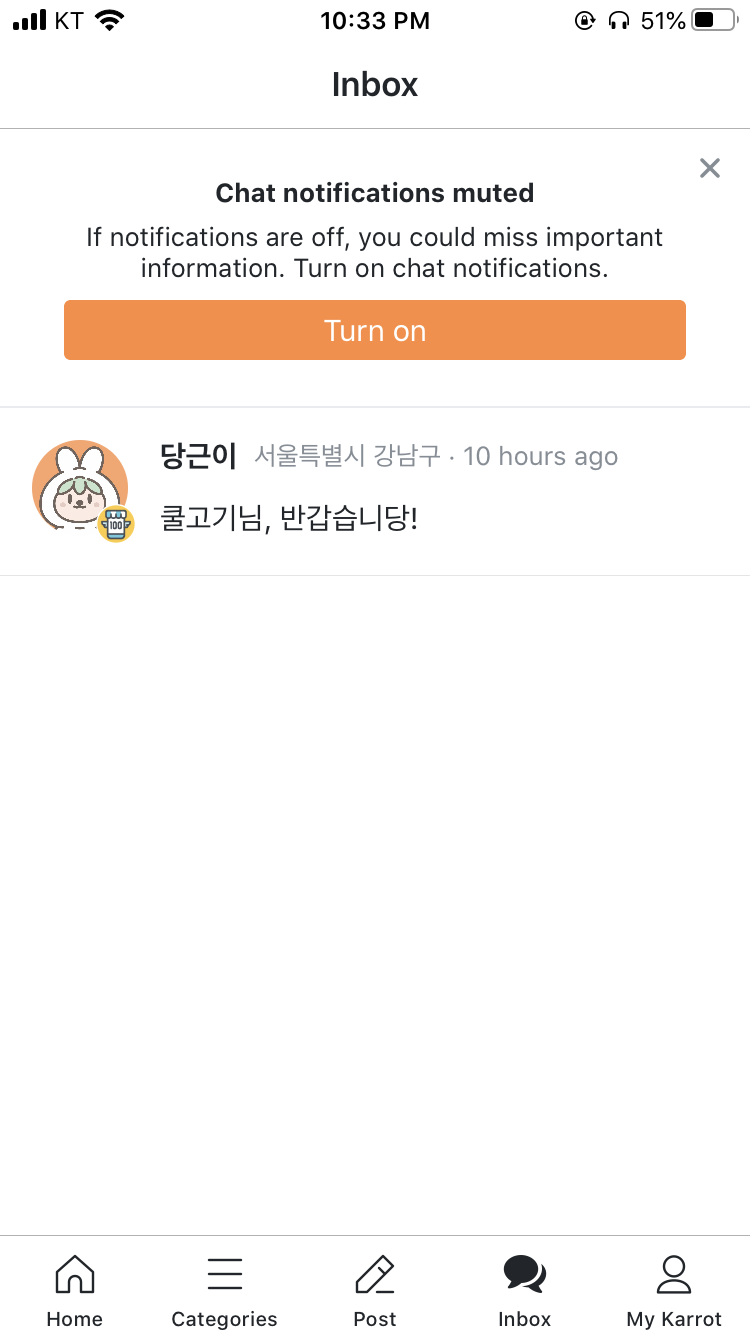 KT 10:33 PM 51%
Inbox
Chat notifications muted
If notifications are off, you could miss important
information. Turn on chat notifications.
Turn on
당근이 서울특별시 강남구 · 10 hours ago
100
쿨고기님, 반갑습니당!
Home Categories Post Inbox My Karrot